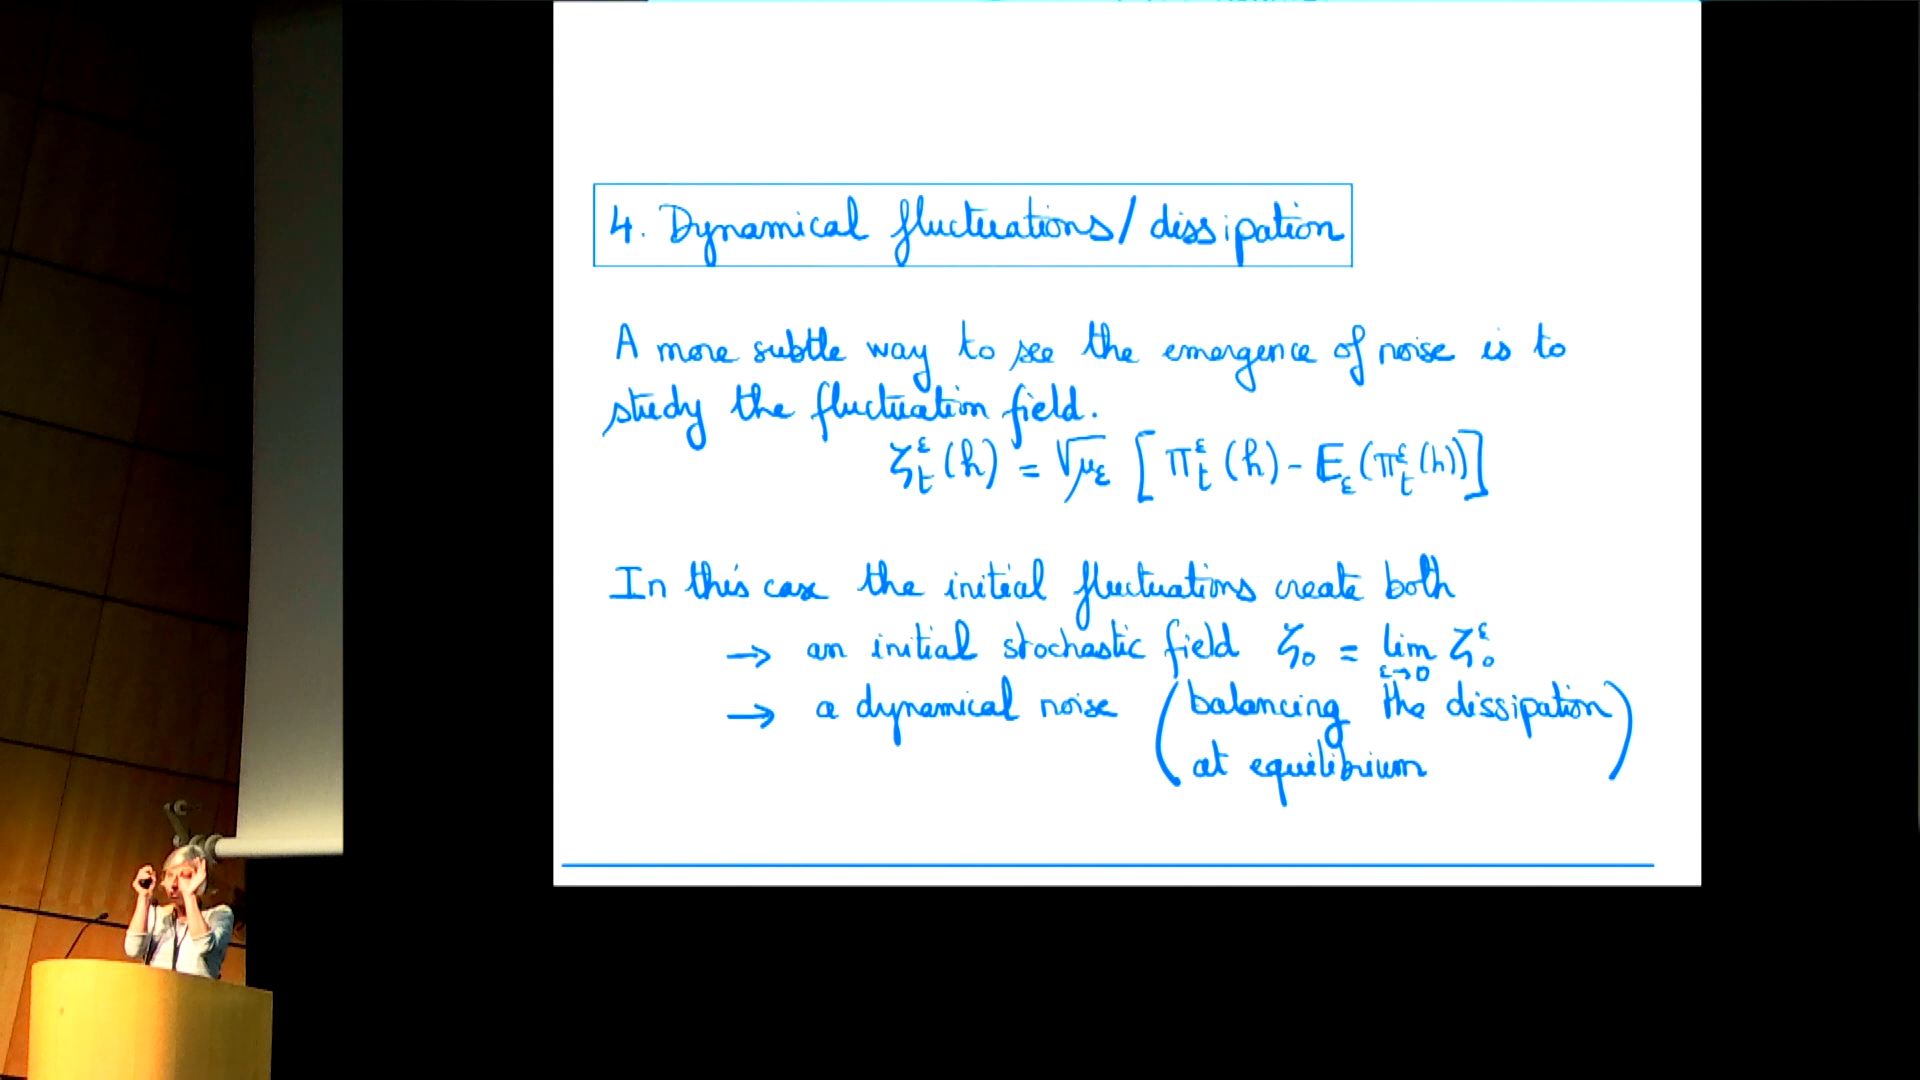 4. Dynamical fluctuations / dissipation
A more subtle way to see the emergence of noise is to
study the fluctuation field.
ζ_t^ε(h) = √μ_ε [π_t^ε(h) - E_ε(π_t^ε(h))]
In this case the initial fluctuations create both
→ an initial stochastic field ζ_0 = lim_{ε→0} ζ_0^ε
→ a dynamical noise (balancing the dissipation
at equilibrium)